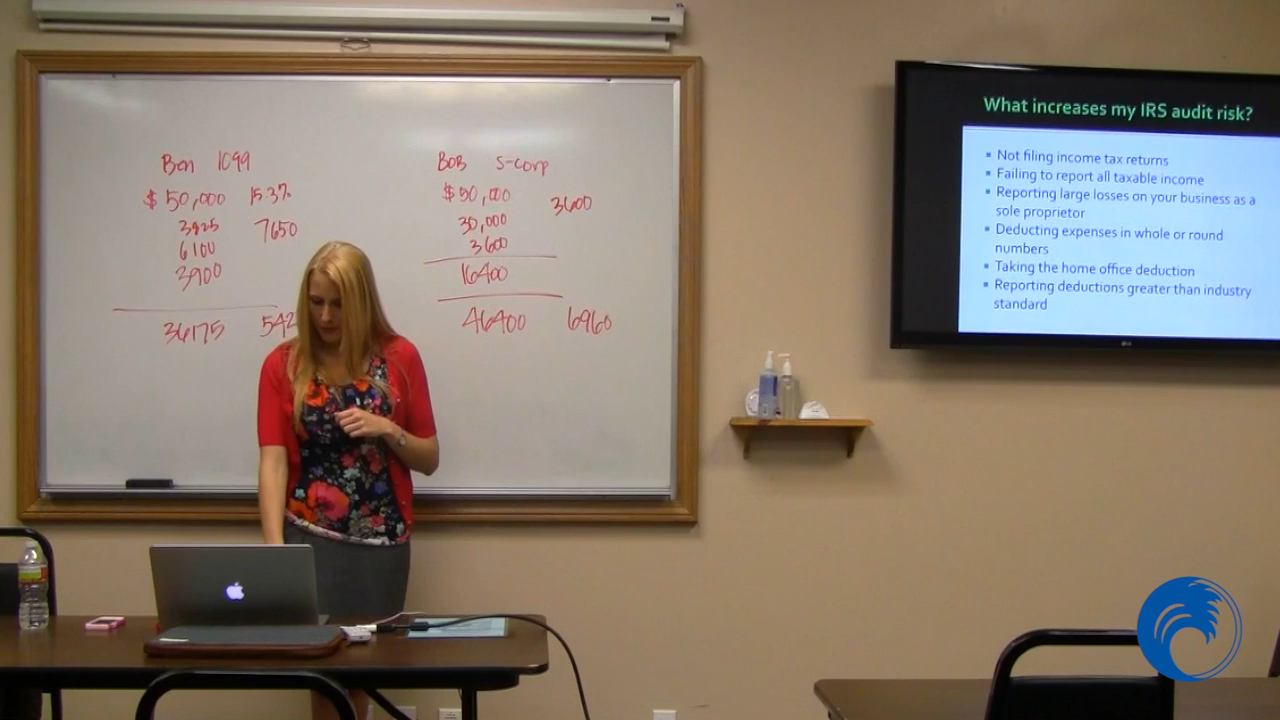 Ben 1099
$50,000 15.3%
3825 7650
6100
3900
36175 542
BOB S-corp
$50,000 3600
30,000
3600
16400
46400 6960
What increases my IRS audit risk?
Not filing income tax returns
Failing to report all taxable income
Reporting large losses on your business as a
sole proprietor
Deducting expenses in whole or round
numbers
Taking the home office deduction
Reporting deductions greater than industry
standard
LG